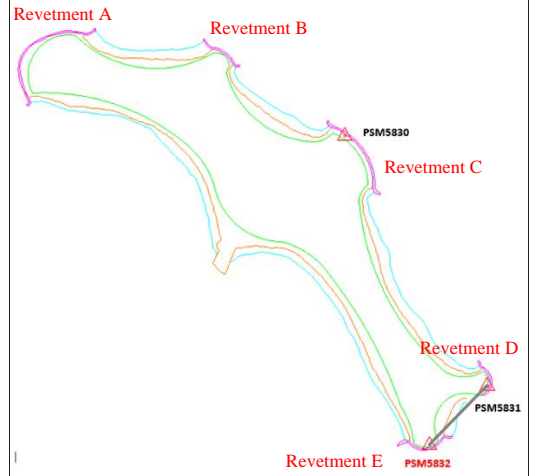 Revetment A
Revetment B
PSM5830
Revetment C
Revetment D
PSM5831
Revetment E
PSM5832